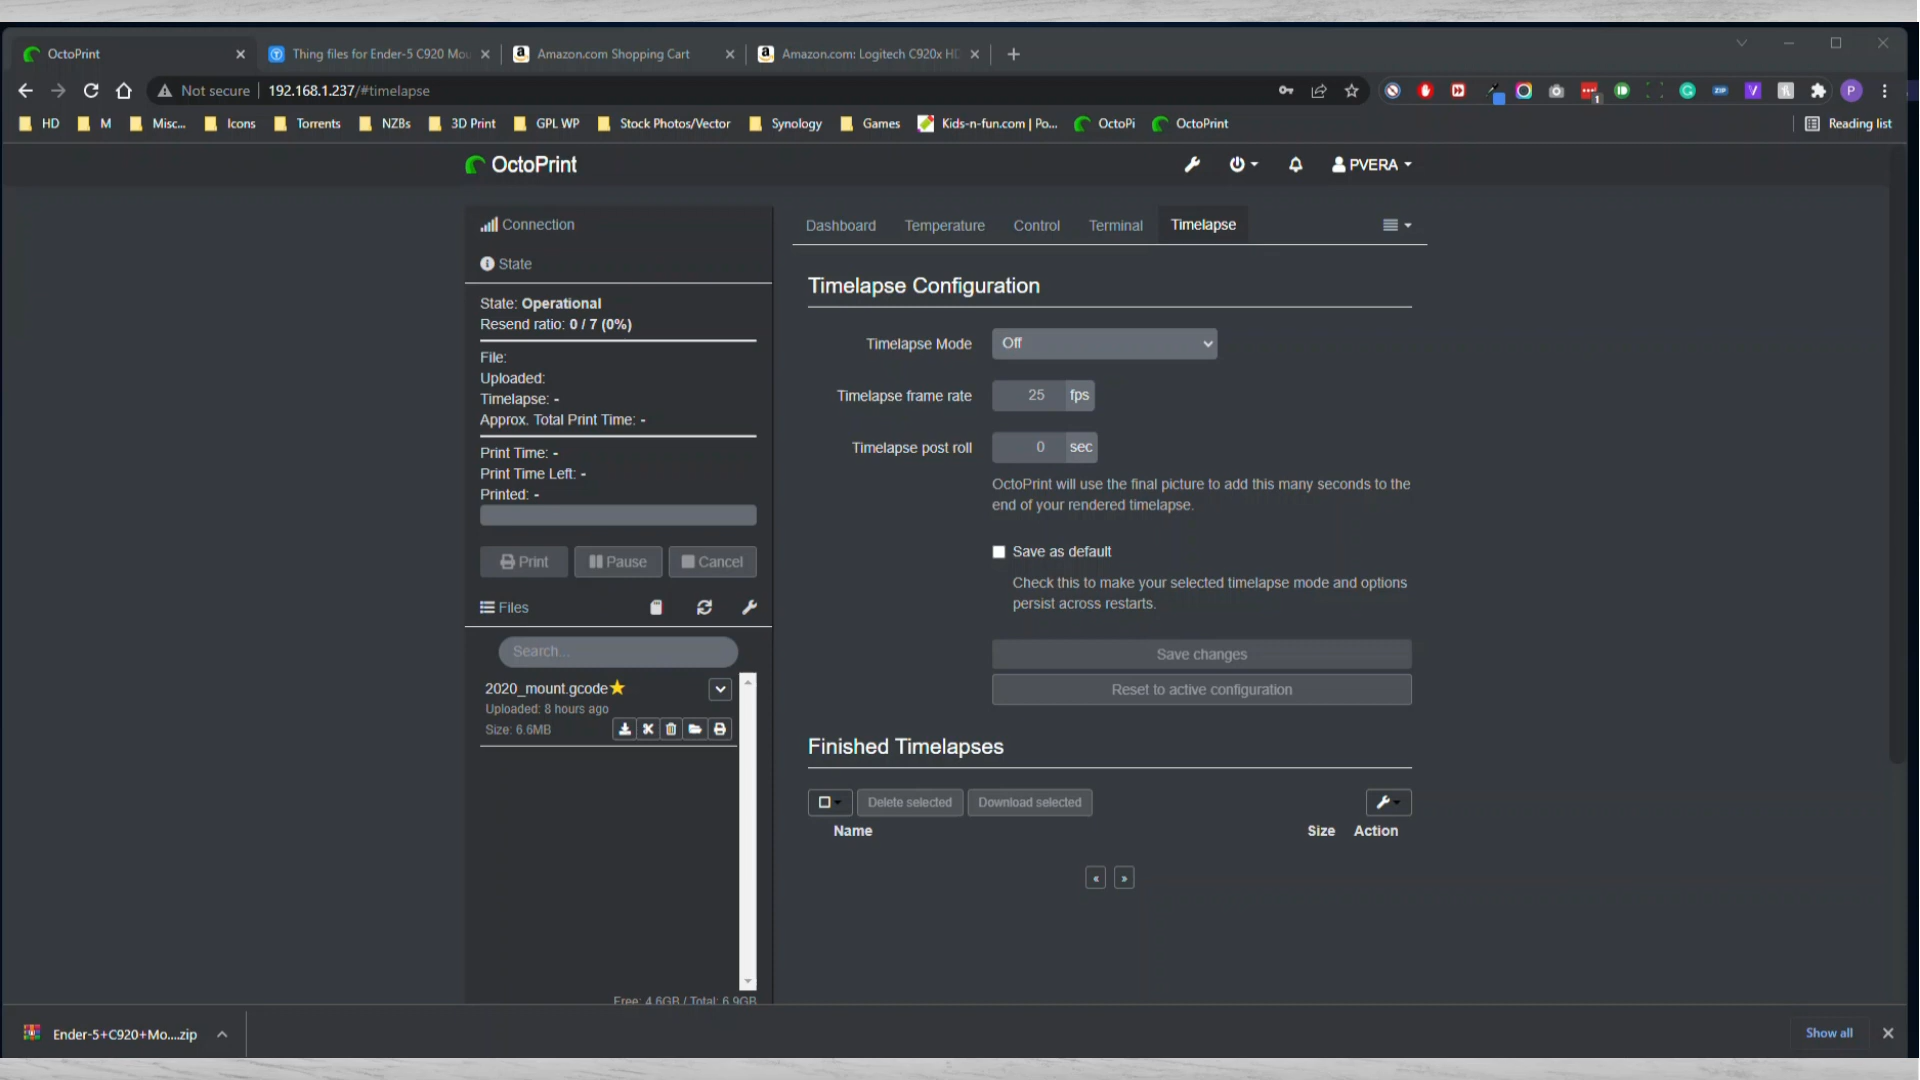 OctoPrint
Thing files for Ender-5 C920 Mou
Amazon.com Shopping Cart
Amazon.com: Logitech C920x HD
Not secure
192.168.1.237/#timelapse
HD
M
Misc...
Icons
Torrents
NZBs
3D Print
GPL WP
Stock Photos/Vector
Synology
Games
Kids-n-fun.com | Po...
OctoPi
OctoPrint
Reading list
OctoPrint
PVERA
Connection
State
State: Operational
Resend ratio: 0 / 7 (0%)
File:
Uploaded:
Timelapse: -
Approx. Total Print Time: -
Print Time: -
Print Time Left: -
Printed: -
Print
Pause
Cancel
Files
Search...
2020_mount.gcode
Uploaded: 8 hours ago
Size: 6.6MB
Free: 4.6GB / Total: 6.9GB
Dashboard
Temperature
Control
Terminal
Timelapse
Timelapse Configuration
Timelapse Mode
Off
Timelapse frame rate
25
fps
Timelapse post roll
0
sec
OctoPrint will use the final picture to add this many seconds to the
end of your rendered timelapse.
Save as default
Check this to make your selected timelapse mode and options
persist across restarts.
Save changes
Reset to active configuration
Finished Timelapses
Delete selected
Download selected
Name
Size
Action
«
»
Ender-5+C920+Mo....zip
Show all